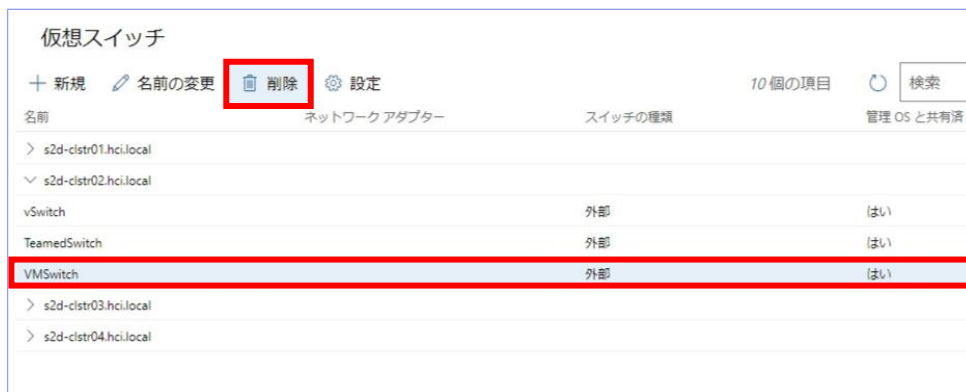 仮想スイッチ
新規 名前の変更 削除 設定 10 個の項目 検索
名前 ネットワーク アダプター スイッチの種類 管理 OS と共有済
s2d-clstr01.hci.local
s2d-clstr02.hci.local
vSwitch 外部 はい
TeamedSwitch 外部 はい
VMSwitch 外部 はい
s2d-clstr03.hci.local
s2d-clstr04.hci.local